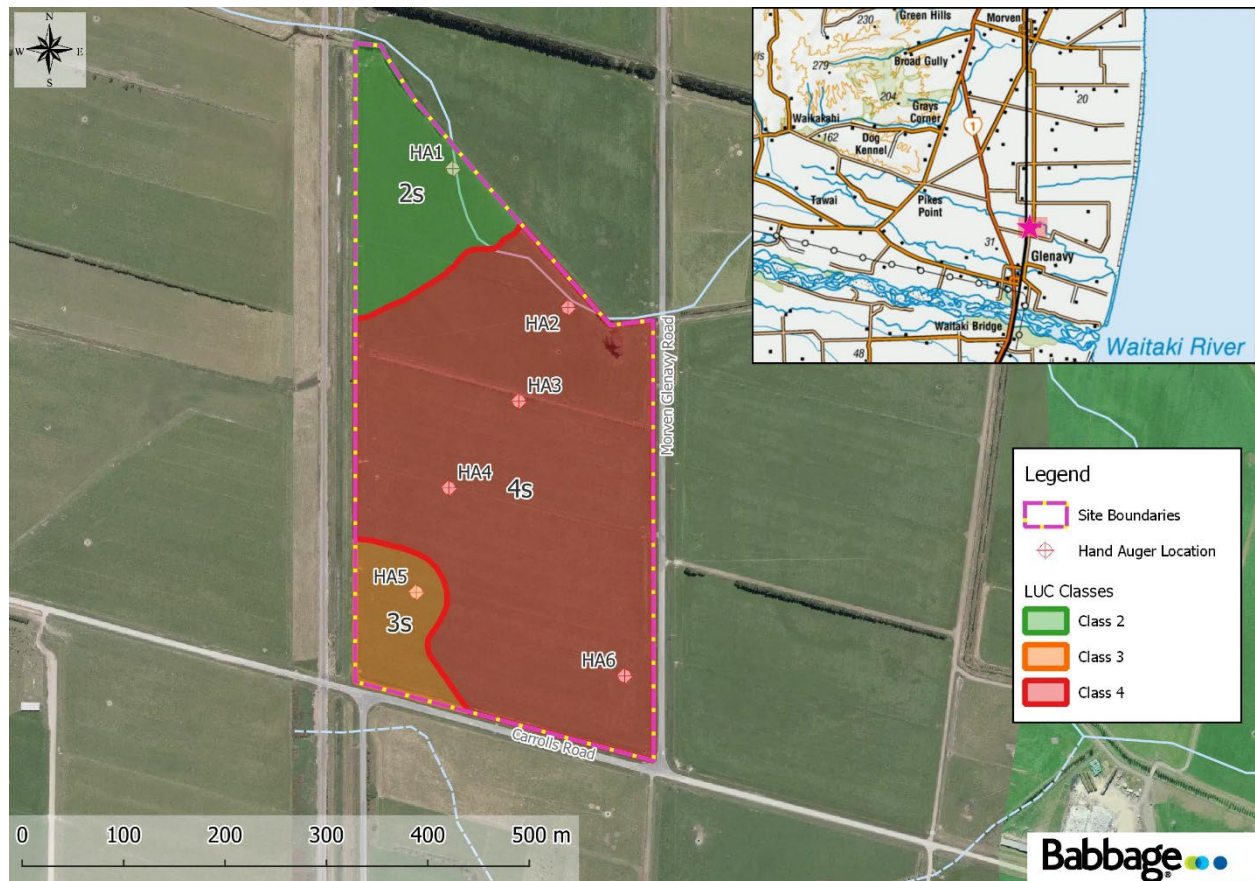 N
W
E
S
HA1
2s
HA2
HA3
HA4
4s
HA5
3s
HA6
Morven Glenavy Road
Carrolls Road
0 100 200 300 400 500 m
230
Green Hills
Morven
279
Broad Gully
204
20
Grays
Corner
Waikakahi
162
Dog
Kennel
100
1
Tawai
Pikes
Point
31
Glenavy
Waitaki Bridge
48
Waitaki River
Legend
Site Boundaries
Hand Auger Location
LUC Classes
Class 2
Class 3
Class 4
Babbage